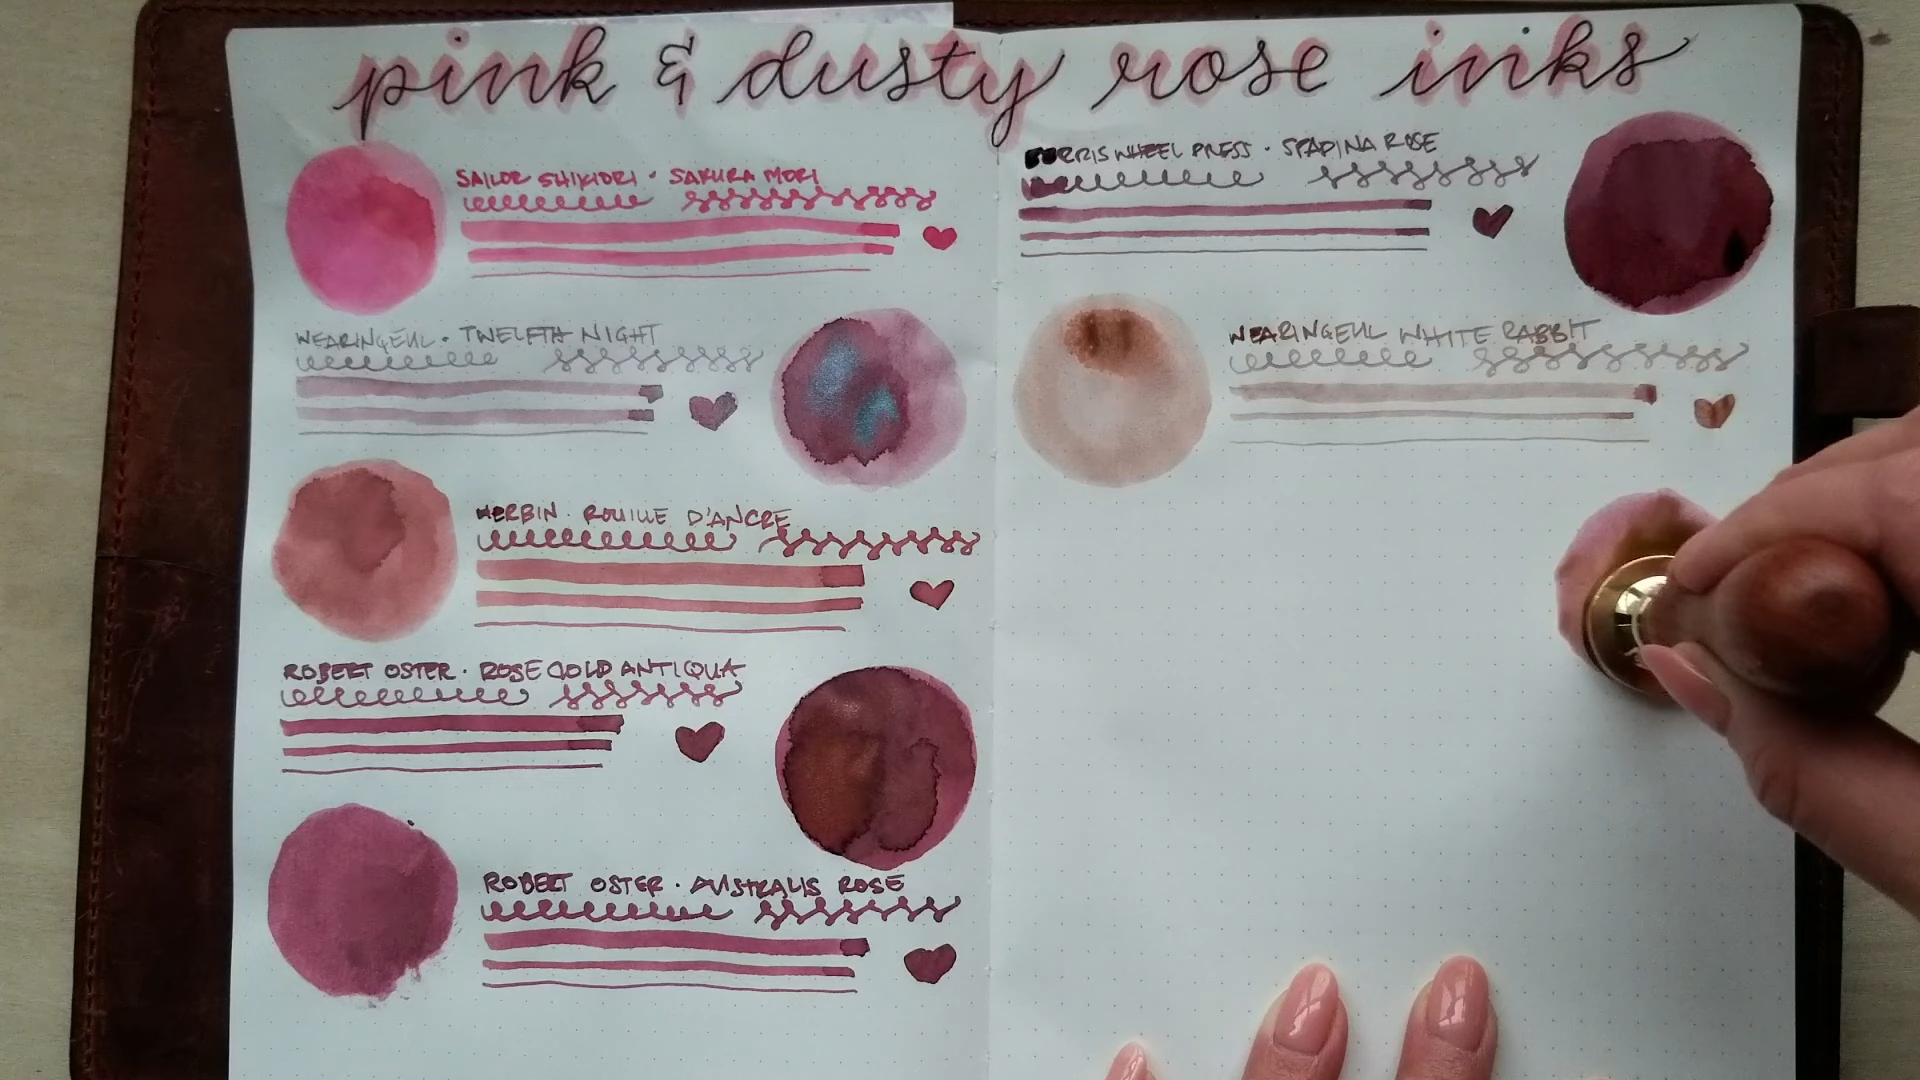 pink & dusty rose inks
SAILOR SHIKIORI · SAKURA MORI
WEARINGEUL · TWELFTH NIGHT
HERBIN · ROUILLE D'ANCRE
ROBERT OSTER · ROSE GOLD ANTIQUA
ROBERT OSTER · AUSTRALIS ROSE
FERRIS WHEEL PRESS · SPADINA ROSE
WEARINGEUL WHITE RABBIT